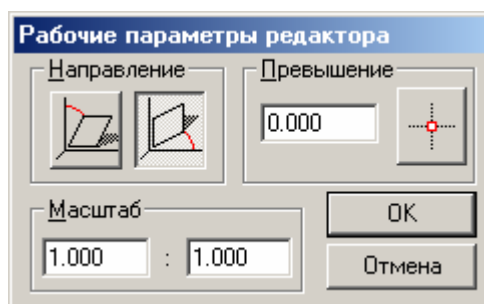 Рабочие параметры редактора
Направление
Превышение
0.000
Масштаб
1.000 : 1.000
OK
Отмена